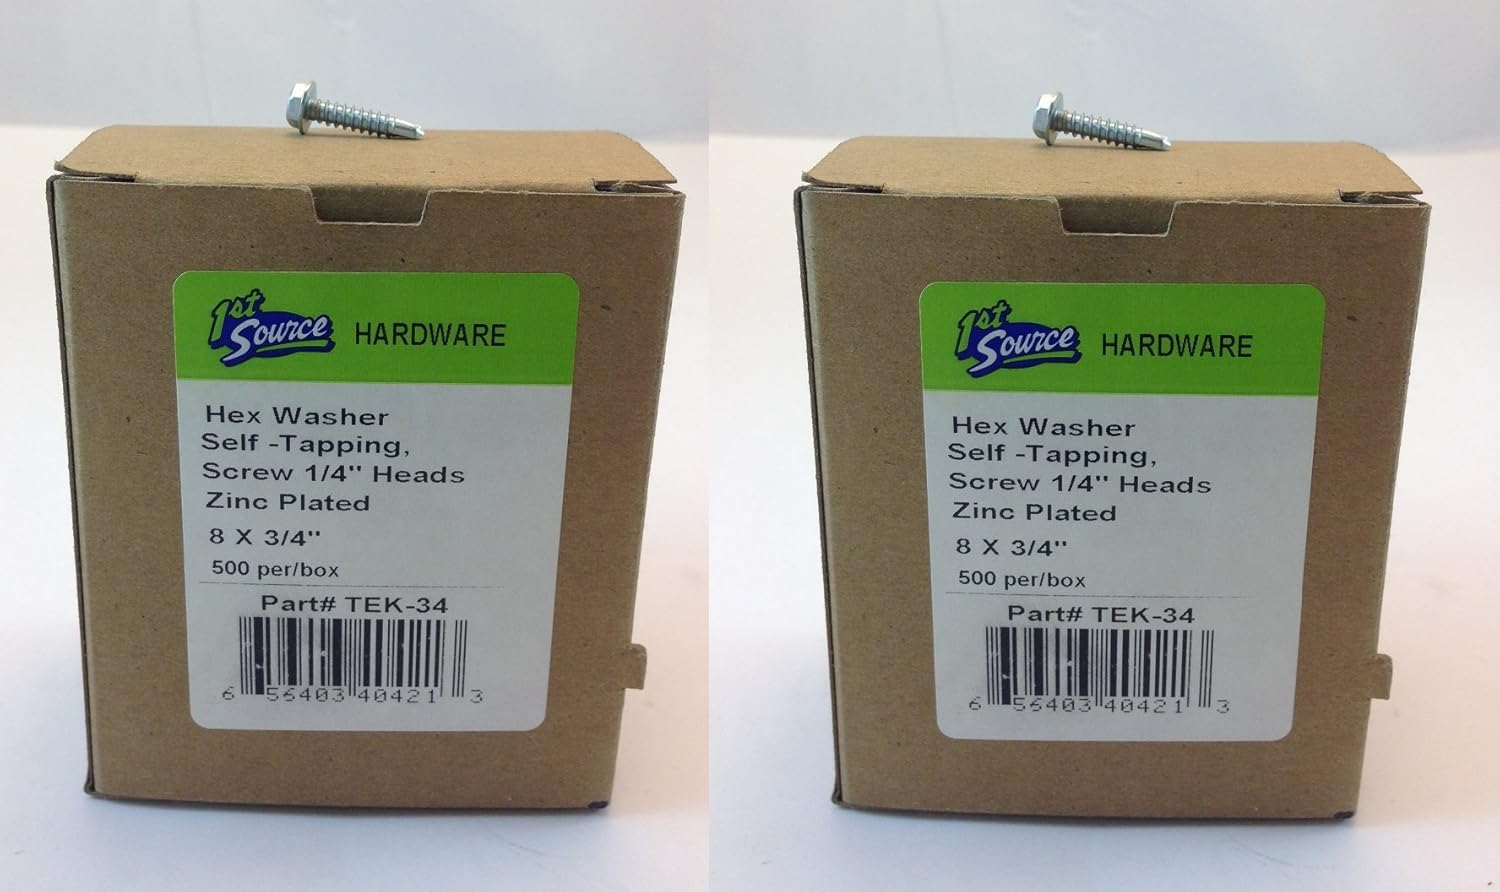 1st
Source
HARDWARE
Hex Washer
Self -Tapping,
Screw 1/4" Heads
Zinc Plated
8 X 3/4"
500 per/box
Part# TEK-34
6 56403 40421 3
1st
Source
HARDWARE
Hex Washer
Self -Tapping,
Screw 1/4" Heads
Zinc Plated
8 X 3/4"
500 per/box
Part# TEK-34
6 56403 40421 3